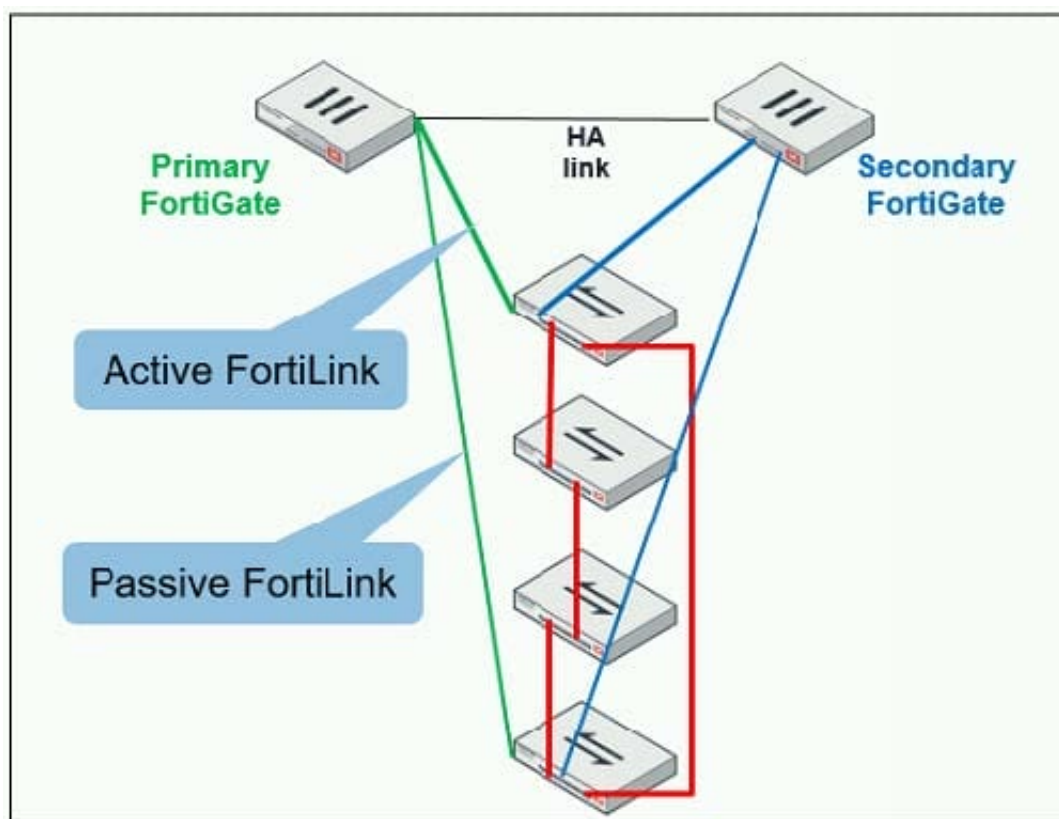 HA
link
Primary
FortiGate
Secondary
FortiGate
Active FortiLink
Passive FortiLink